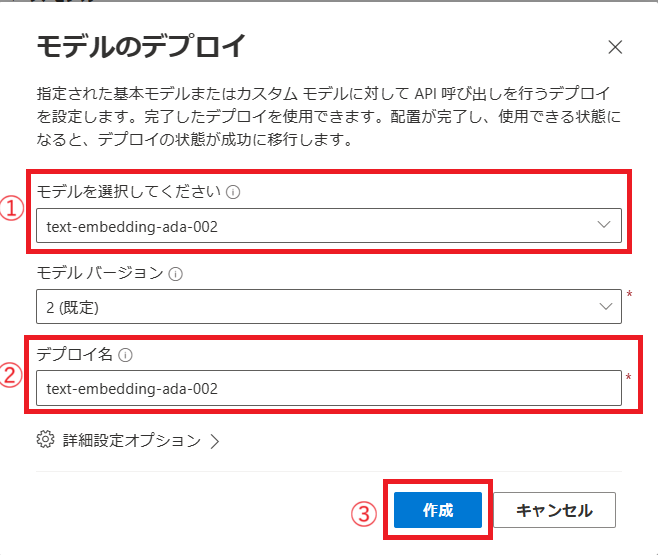 モデルのデプロイ
指定された基本モデルまたはカスタム モデルに対して API 呼び出しを行うデプロイ
を設定します。完了したデプロイを使用できます。配置が完了し、使用できる状態に
なると、デプロイの状態が成功に移行します。
① モデルを選択してください
text-embedding-ada-002
モデル バージョン
2 (既定) *
② デプロイ名
text-embedding-ada-002 *
詳細設定オプション
③ 作成 キャンセル